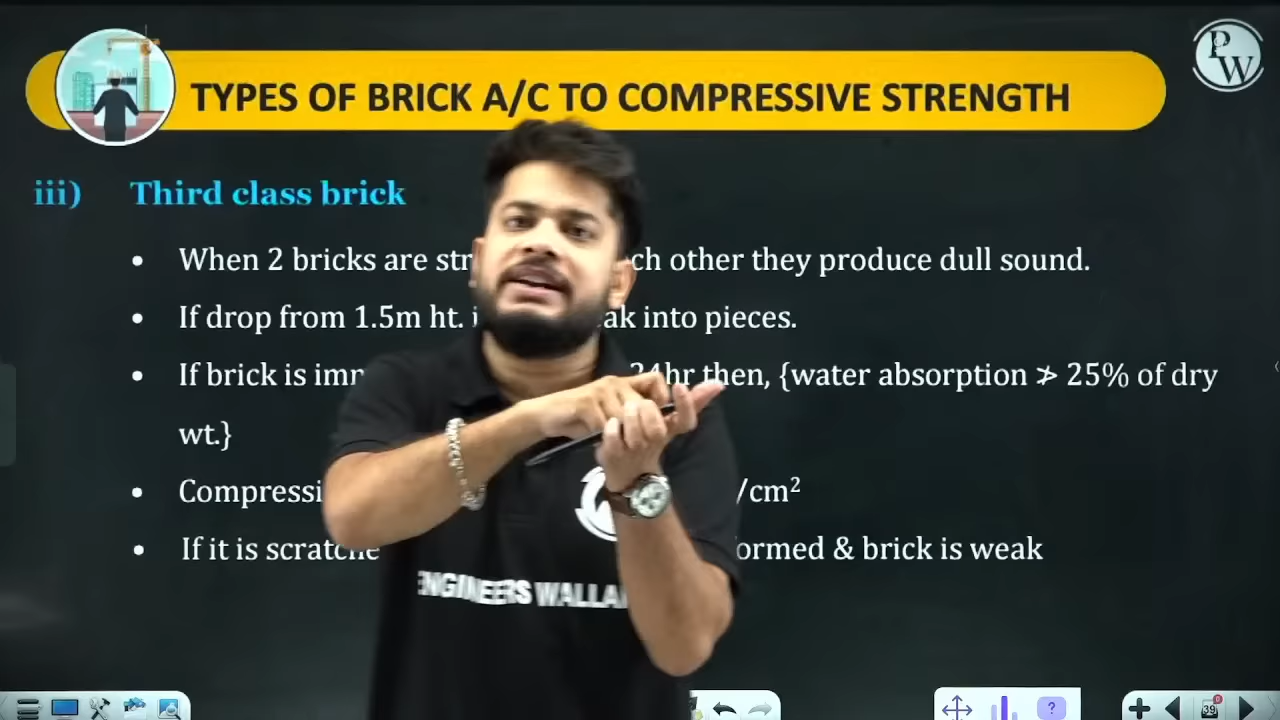 TYPES OF BRICK A/C TO COMPRESSIVE STRENGTH
PW
iii) Third class brick
• When 2 bricks are str ch other they produce dull sound.
• If drop from 1.5m ht. ak into pieces.
• If brick is imm 24hr then, {water absorption ≯ 25% of dry
wt.}
• Compressi /cm²
• If it is scratche ormed & brick is weak
ENGINEERS WALLA
39
?